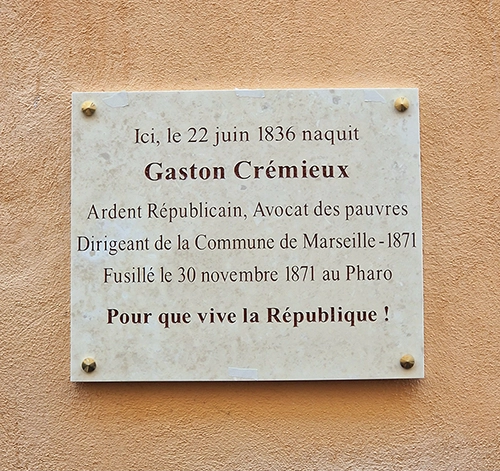 Ici, le 22 juin 1836 naquit
Gaston Crémieux
Ardent Républicain, Avocat des pauvres
Dirigeant de la Commune de Marseille - 1871
Fusillé le 30 novembre 1871 au Pharo
Pour que vive la République !